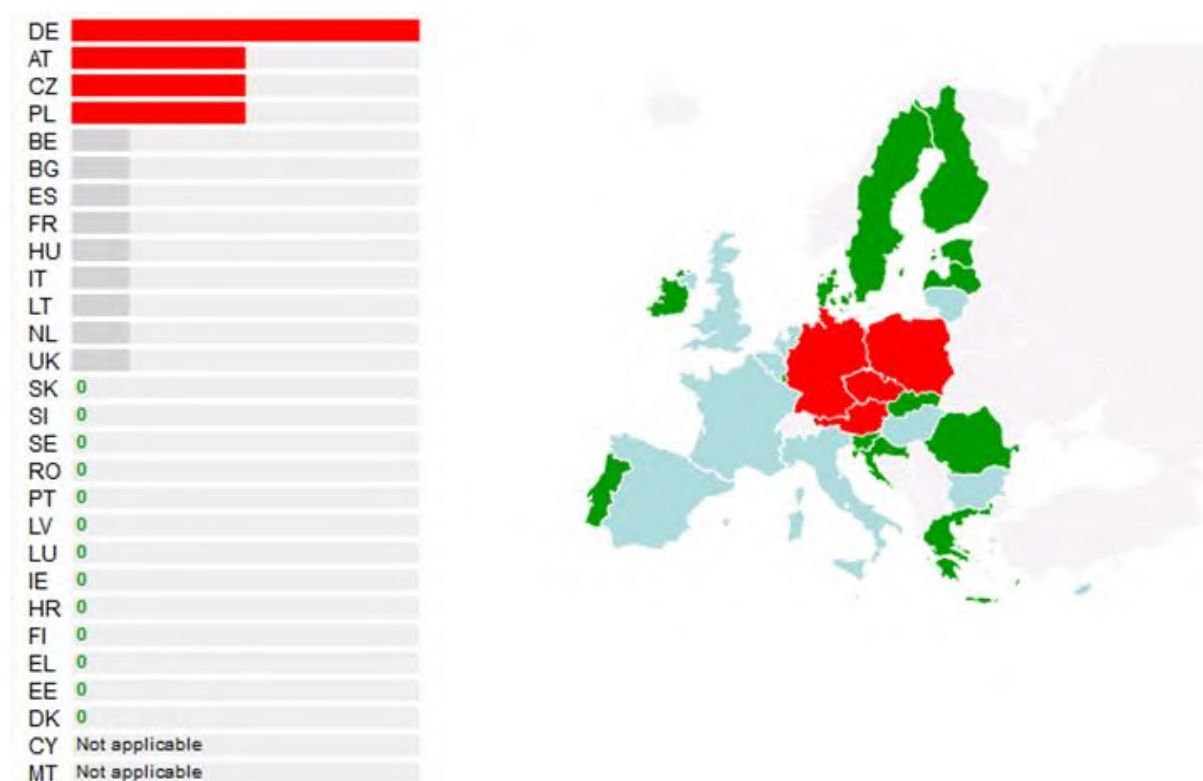 DE
AT
CZ
PL
BE
BG
ES
FR
HU
IT
LT
NL
UK
SK 0
SI 0
SE 0
RO 0
PT 0
LV 0
LU 0
IE 0
HR 0
FI 0
EL 0
EE 0
DK 0
CY Not applicable
MT Not applicable